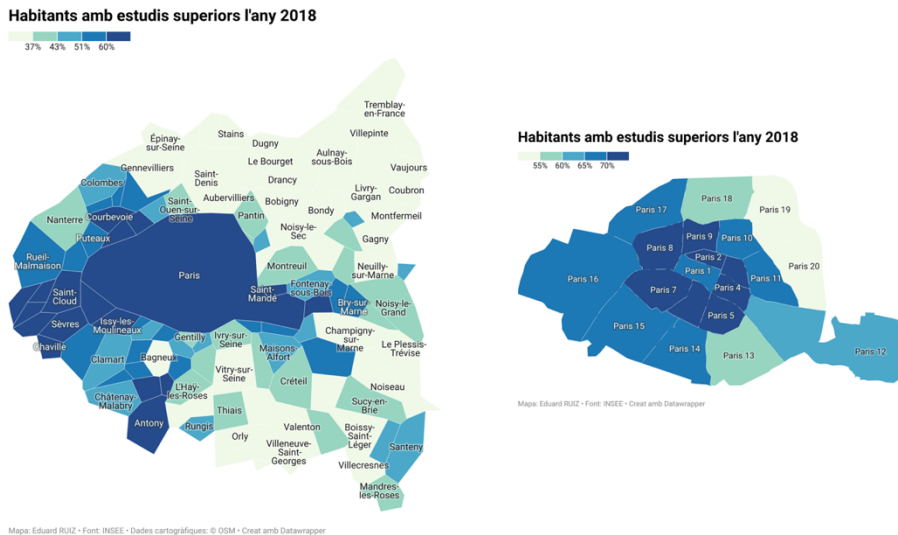 Habitants amb estudis superiors l'any 2018
37% 43% 51% 60%
Tremblay-
en-France
Villepinte
Stains
Épinay-
sur-Seine
Dugny
Aulnay-
sous-Bois
Le Bourget
Gennevilliers
Vaujours
Saint-
Denis
Drancy
Colombes
Livry-
Gargan
Coubron
Aubervilliers
Bobigny
Saint-
Ouen-sur-
Seine
Bondy
Montfermeil
Nanterre
Courbevoie
Pantin
Noisy-le-
Sec
Puteaux
Gagny
Rueil-
Malmaison
Montreuil
Neuilly-
sur-Marne
Paris
Saint-
Cloud
Saint-
Mandé
Fontenay-
sous-Bois
Bry-sur-
Marne
Noisy-le-
Grand
Sèvres
Issy-les-
Moulineaux
Champigny-
sur-
Marne
Chaville
Gentilly
Ivry-sur-
Seine
Le Plessis-
Trévise
Clamart
Bagneux
Maisons-
Alfort
Vitry-sur-
Seine
Créteil
Noiseau
L'Haÿ-
les-Roses
Châtenay-
Malabry
Sucy-en-
Brie
Thiais
Antony
Rungis
Valenton
Boissy-
Saint-
Léger
Orly
Santeny
Villeneuve-
Saint-
Georges
Villecresnes
Mandres-
les-Roses
Mapa: Eduard RUIZ • Font: INSEE • Dades cartogràfiques: © OSM • Creat amb Datawrapper
Habitants amb estudis superiors l'any 2018
55% 60% 65% 70%
Paris 18
Paris 17
Paris 19
Paris 9
Paris 10
Paris 8
Paris 2
Paris 20
Paris 1
Paris 16
Paris 11
Paris 7
Paris 4
Paris 5
Paris 15
Paris 14
Paris 13
Paris 12
Mapa: Eduard RUIZ • Font: INSEE • Creat amb Datawrapper